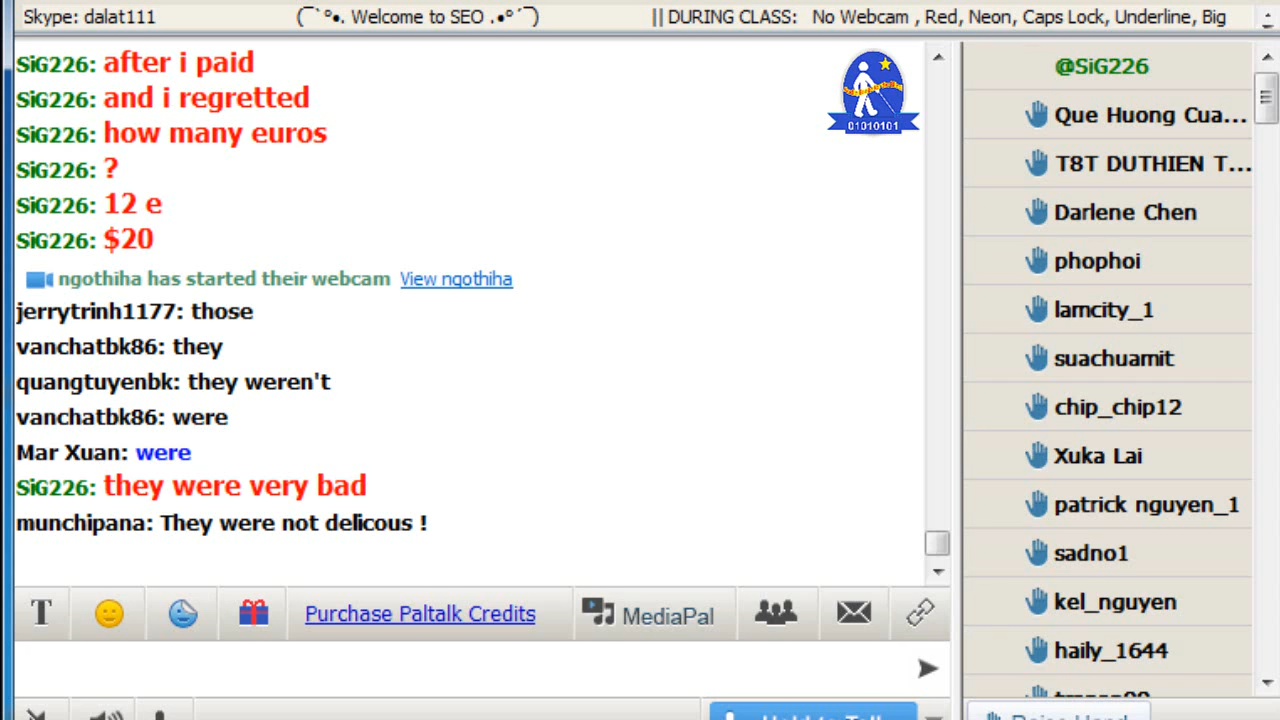 Skype: dalat111 (¯`°•. Welcome to SEO .•°´¯) || DURING CLASS: No Webcam , Red, Neon, Caps Lock, Underline, Big
SiG226: after i paid
SiG226: and i regretted
SiG226: how many euros
SiG226: ?
SiG226: 12 e
SiG226: $20
ngothiha has started their webcam View ngothiha
jerrytrinh1177: those
vanchatbk86: they
quangtuyenbk: they weren't
vanchatbk86: were
Mar Xuan: were
SiG226: they were very bad
munchipana: They were not delicous !
01010101
Purchase Paltalk Credits
MediaPal
@SiG226
Que Huong Cua...
T8T DUTHIEN T...
Darlene Chen
phophoi
lamcity_1
suachuamit
chip_chip12
Xuka Lai
patrick nguyen_1
sadno1
kel_nguyen
haily_1644
Raise Hand